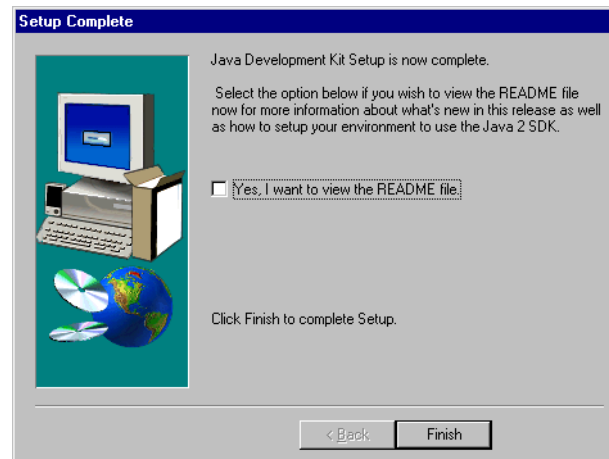 Setup Complete
Java Development Kit Setup is now complete.
Select the option below if you wish to view the README file
now for more information about what's new in this release as well
as how to setup your environment to use the Java 2 SDK.
Yes, I want to view the README file.
Click Finish to complete Setup.
< Back
Finish